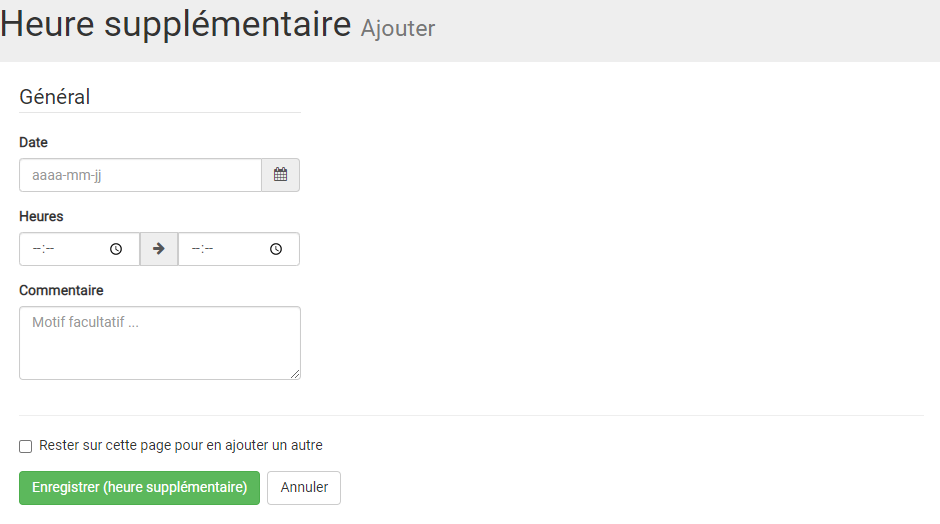 Heure supplémentaire Ajouter
Général
Date
aaaa-mm-jj
Heures
--:-- --:--
Commentaire
Motif facultatif ...
Rester sur cette page pour en ajouter un autre
Enregistrer (heure supplémentaire) Annuler